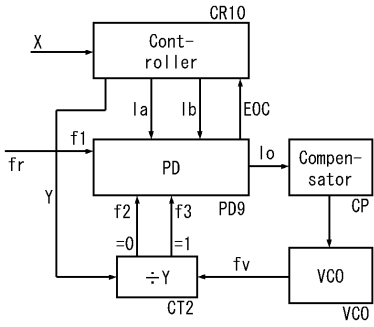 CR10
X
Cont-
roller
Ia
Ib
EOC
f1
fr
PD
Io
Compen-
sator
Y
f2
f3
PD9
CP
=0
=1
fv
÷Y
VCO
CT2
VCO